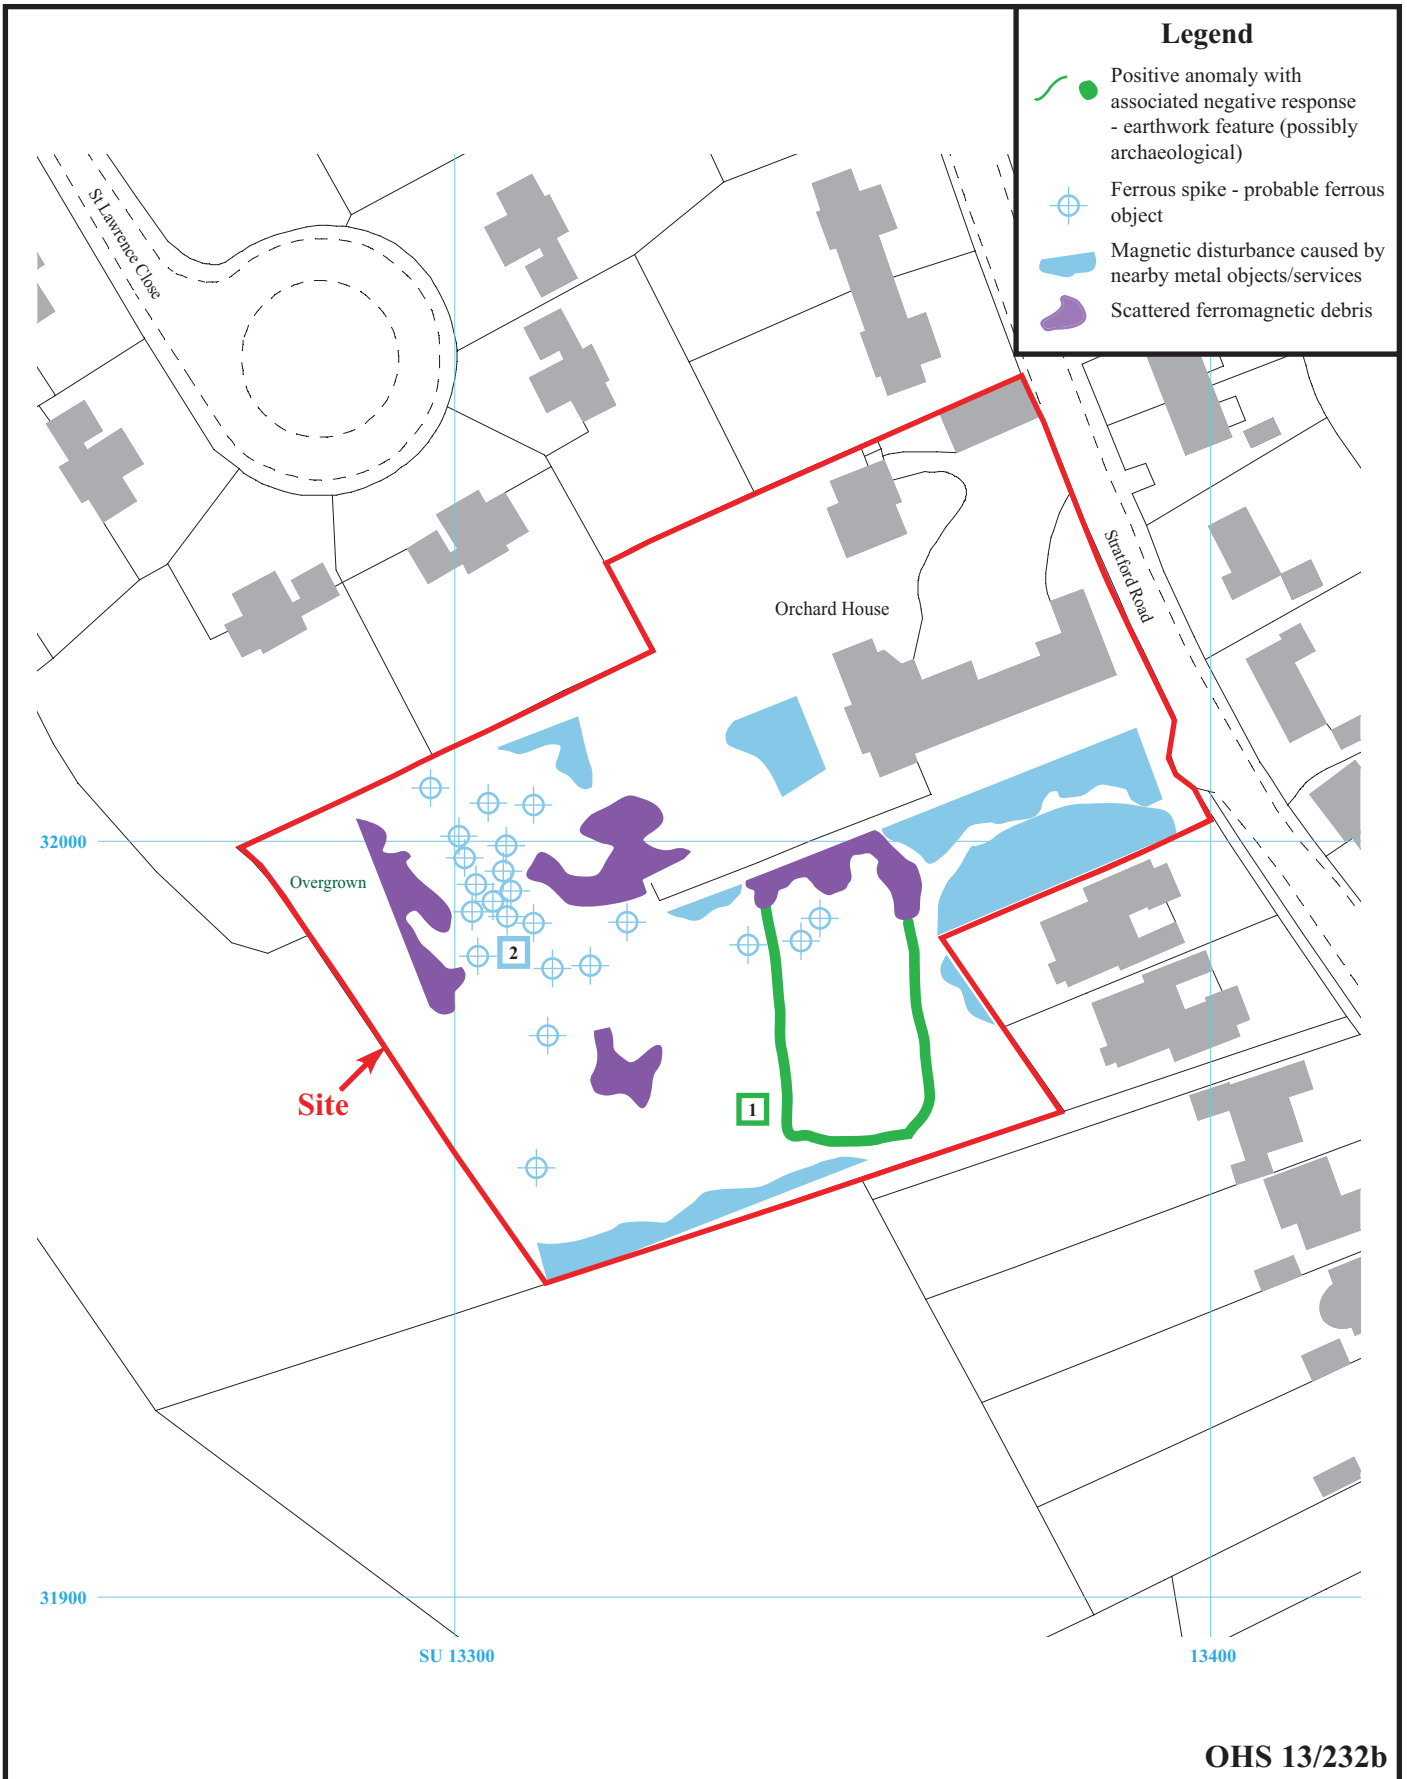 Legend
Positive anomaly with
associated negative response
- earthwork feature (possibly
archaeological)
Ferrous spike - probable ferrous
object
Magnetic disturbance caused by
nearby metal objects/services
Scattered ferromagnetic debris
St Lawrence Close
Stratford Road
Orchard House
32000
Overgrown
2
Site
1
31900
SU 13300
13400
OHS 13/232b